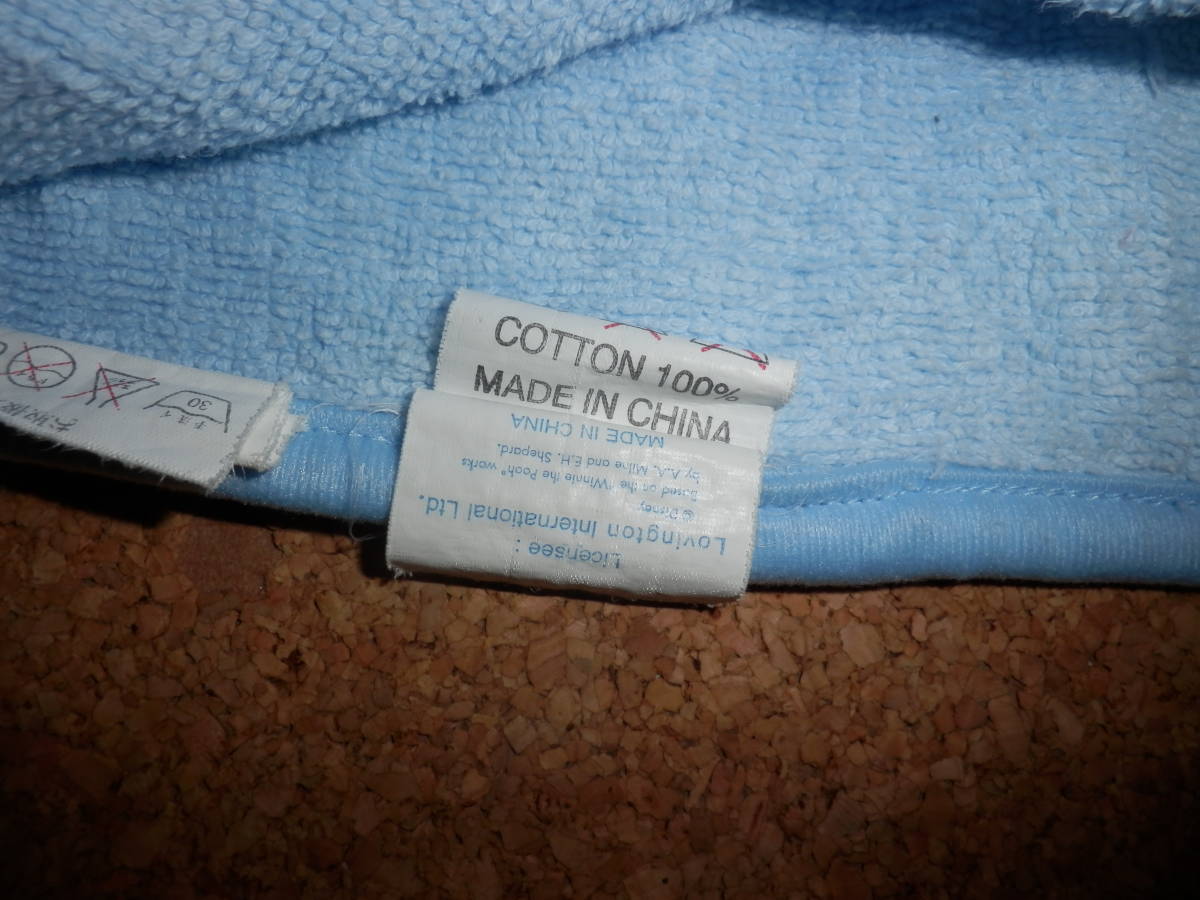 COTTON 100%
MADE IN CHINA
Licensee :
Lovington International Ltd.
©Disney
Based on the "Winnie the Pooh" works
by A.A. Milne and E.H. Shepard.
MADE IN CHINA
30